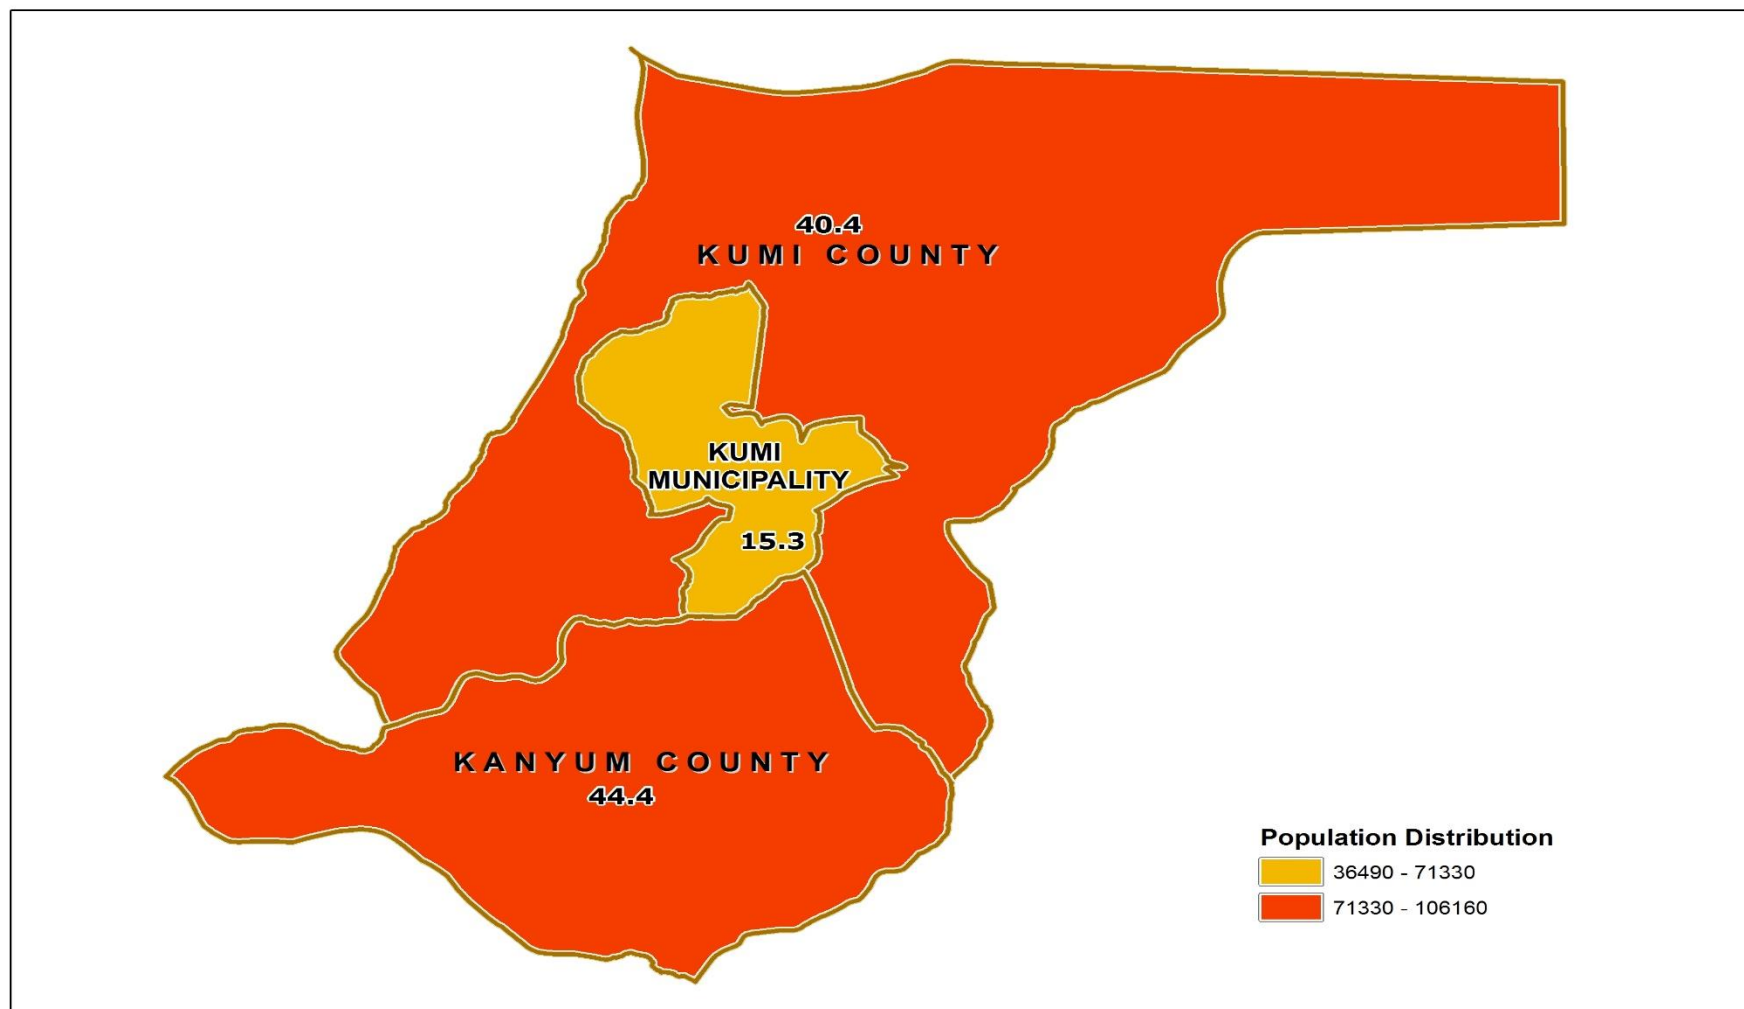 40.4
KUMI COUNTY
KUMI
MUNICIPALITY
15.3
KANYUM COUNTY
44.4
Population Distribution
36490 - 71330
71330 - 106160